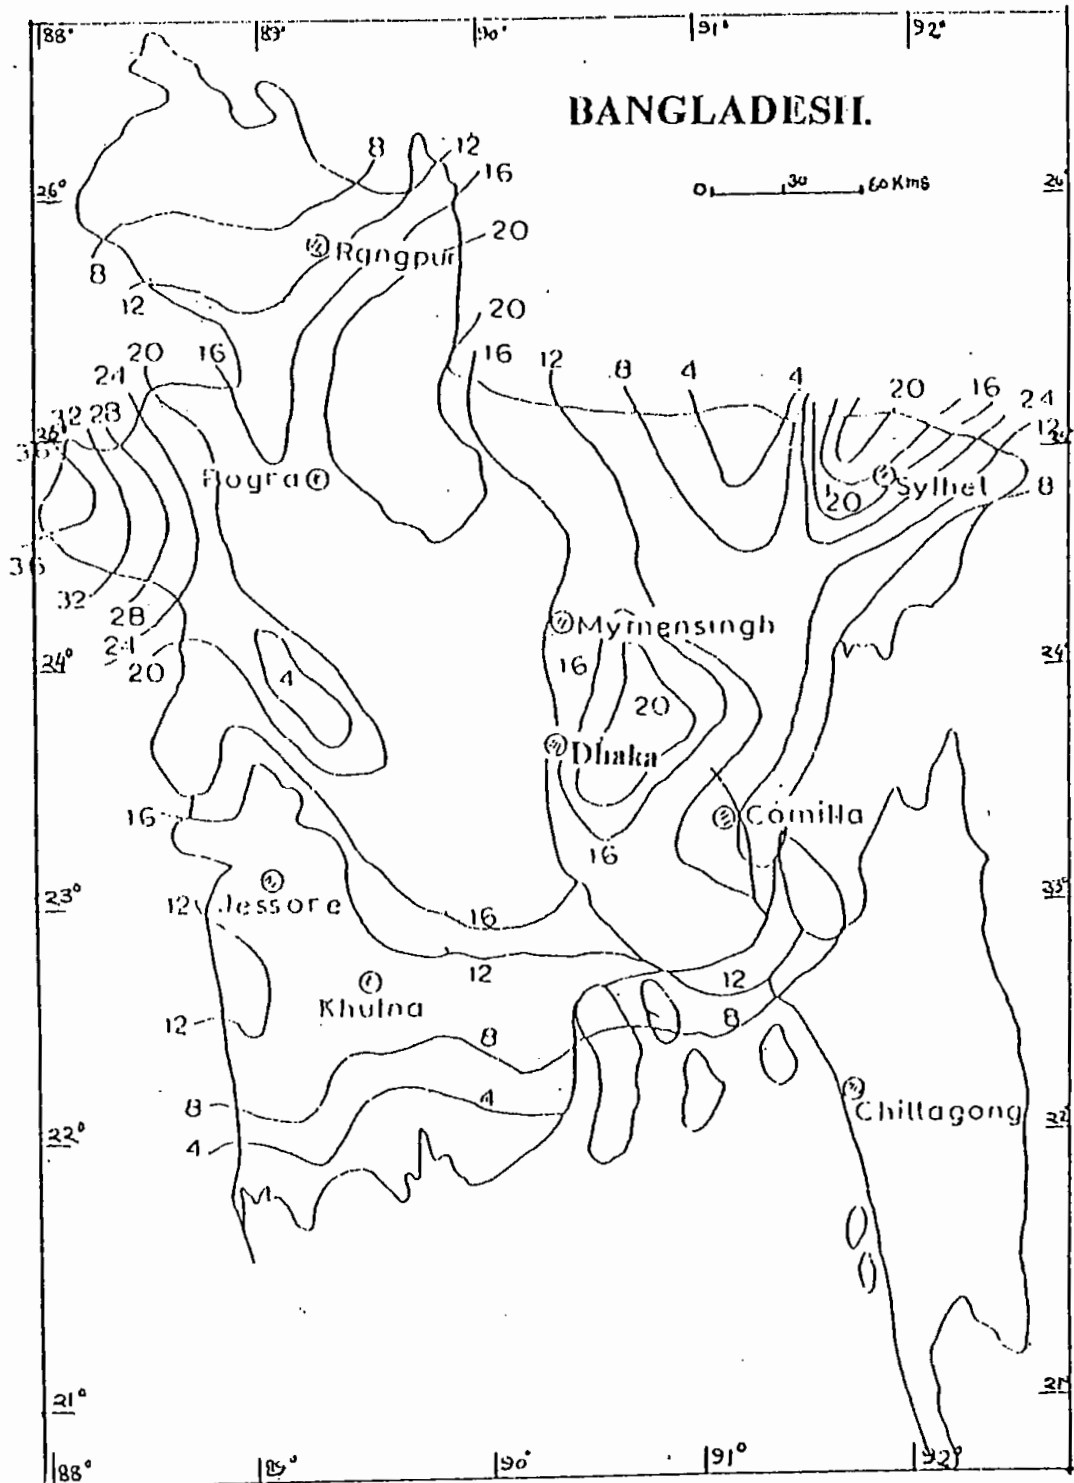 88° 89° 90° 91° 92°
BANGLADESH.
8 12 16
26° 0 30 60 Kms 26°
20
Rangpur
8
12 20
20 16 16 12 8 4 4 20 16
24 24
32 28 12
36
Bogra Sylhet 8
20
36
32
28 Mymensingh
24 16
24° 20 4 24°
20
Dhaka
16 Comilla
16
23° 12 Jessore 16 23°
12 12
Khulna
12 8 8
8 4 Chittagong
22° 22°
4
21° 21°
88° 89° 90° 91° 92°